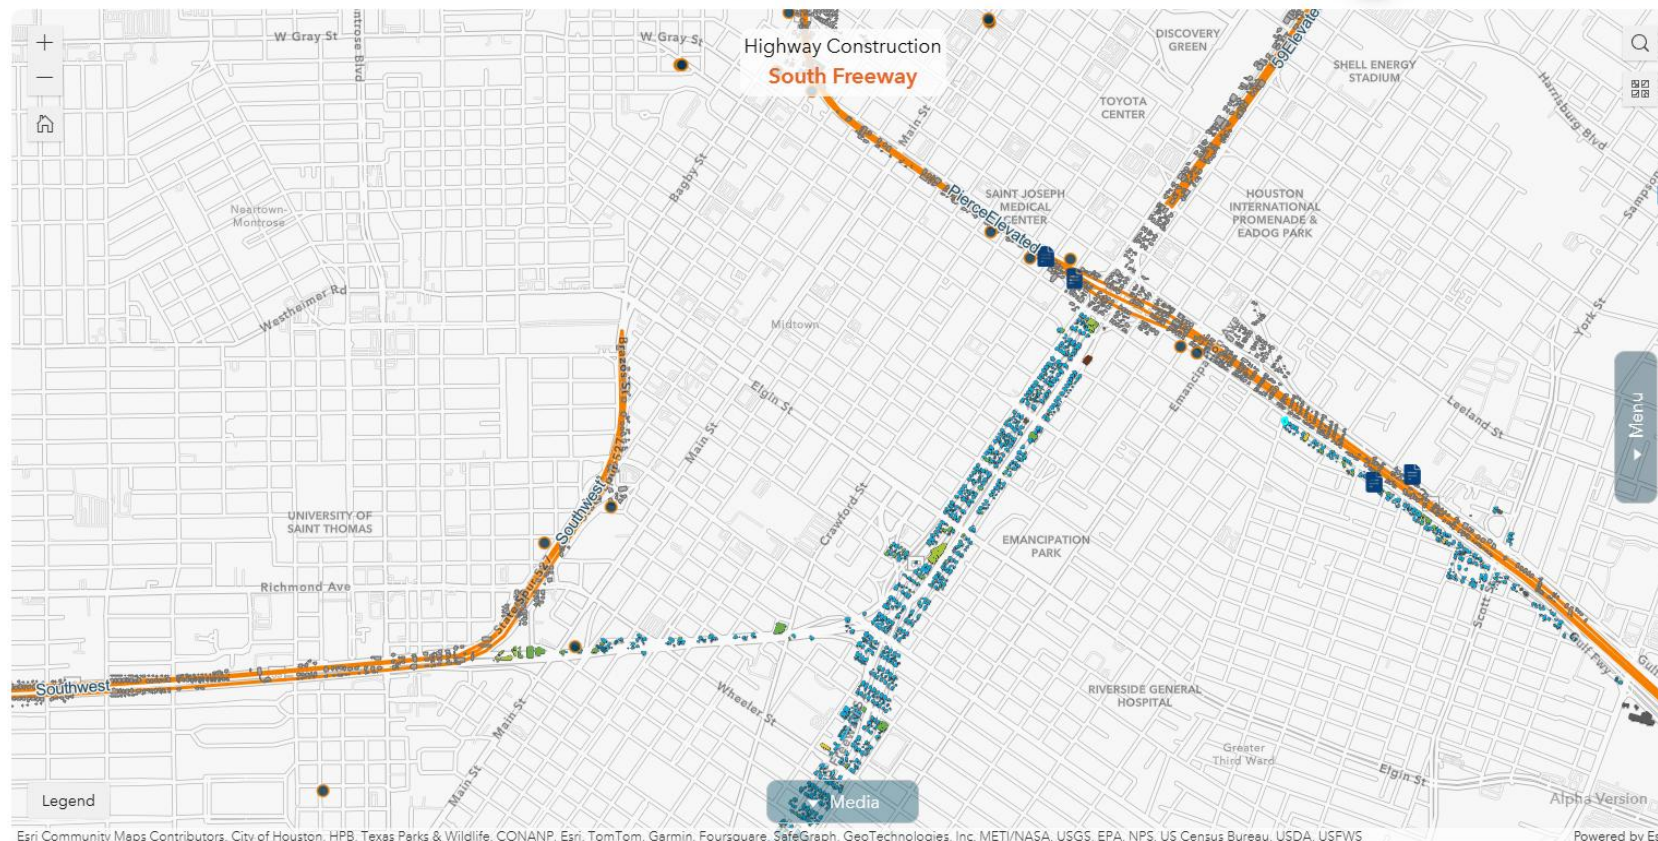 W Gray St
W Gray St
Highway Construction
South Freeway
DISCOVERY
GREEN
SHELL ENERGY
STADIUM
TOYOTA
CENTER
Harrisburg Blvd
Main St
Bagby St
Neartown-
Montrose
SAINT JOSEPH
MEDICAL
CENTER
PierceElevated
HOUSTON
INTERNATIONAL
PROMENADE &
EADOG PARK
Westheimer Rd
Midtown
York St
Elgin St
Main St
Leeland St
Menu
Crawford St
Southwest
UNIVERSITY OF
SAINT THOMAS
EMANCIPATION
PARK
Richmond Ave
Scott St
Gulf Fwy
Southwest
Wheeler St
Main St
RIVERSIDE GENERAL
HOSPITAL
Greater
Third Ward
Elgin St
Main St
Legend
Media
Alpha Version
Esri Community Maps Contributors, City of Houston, HPB, Texas Parks & Wildlife, CONANP, Esri, TomTom, Garmin, Foursquare, SafeGraph, GeoTechnologies, Inc, METI/NASA, USGS, EPA, NPS, US Census Bureau, USDA, USFWS
Powered by Es